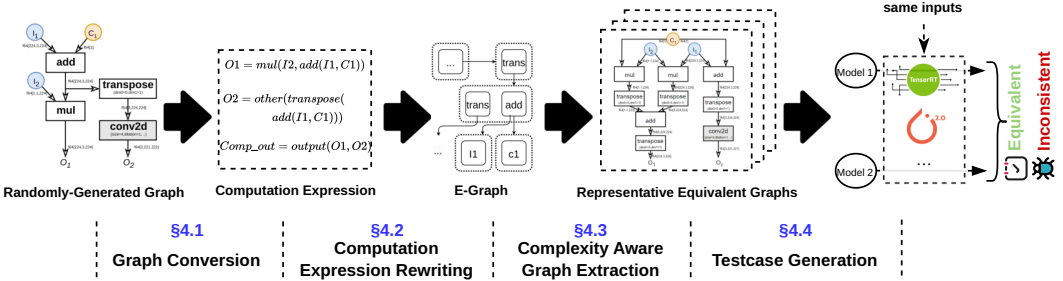 I1
C1
add
I2
transpose
mul
conv2d
O1
O2
Randomly-Generated Graph
O1 = mul(I2, add(I1, C1))
O2 = other(transpose(
add(I1, C1)))
Comp_out = output(O1, O2)
Computation Expression
...
trans
trans
add
...
I1
c1
E-Graph
C1
I2
I1
mul
mul
add
transpose
transpose
transpose
add
conv2d
transpose
O1
O2
Representative Equivalent Graphs
same inputs
Model 1
TensorRT
2.0
...
Model 2
Equivalent
Inconsistent
§4.1
Graph Conversion
§4.2
Computation
Expression Rewriting
§4.3
Complexity Aware
Graph Extraction
§4.4
Testcase Generation